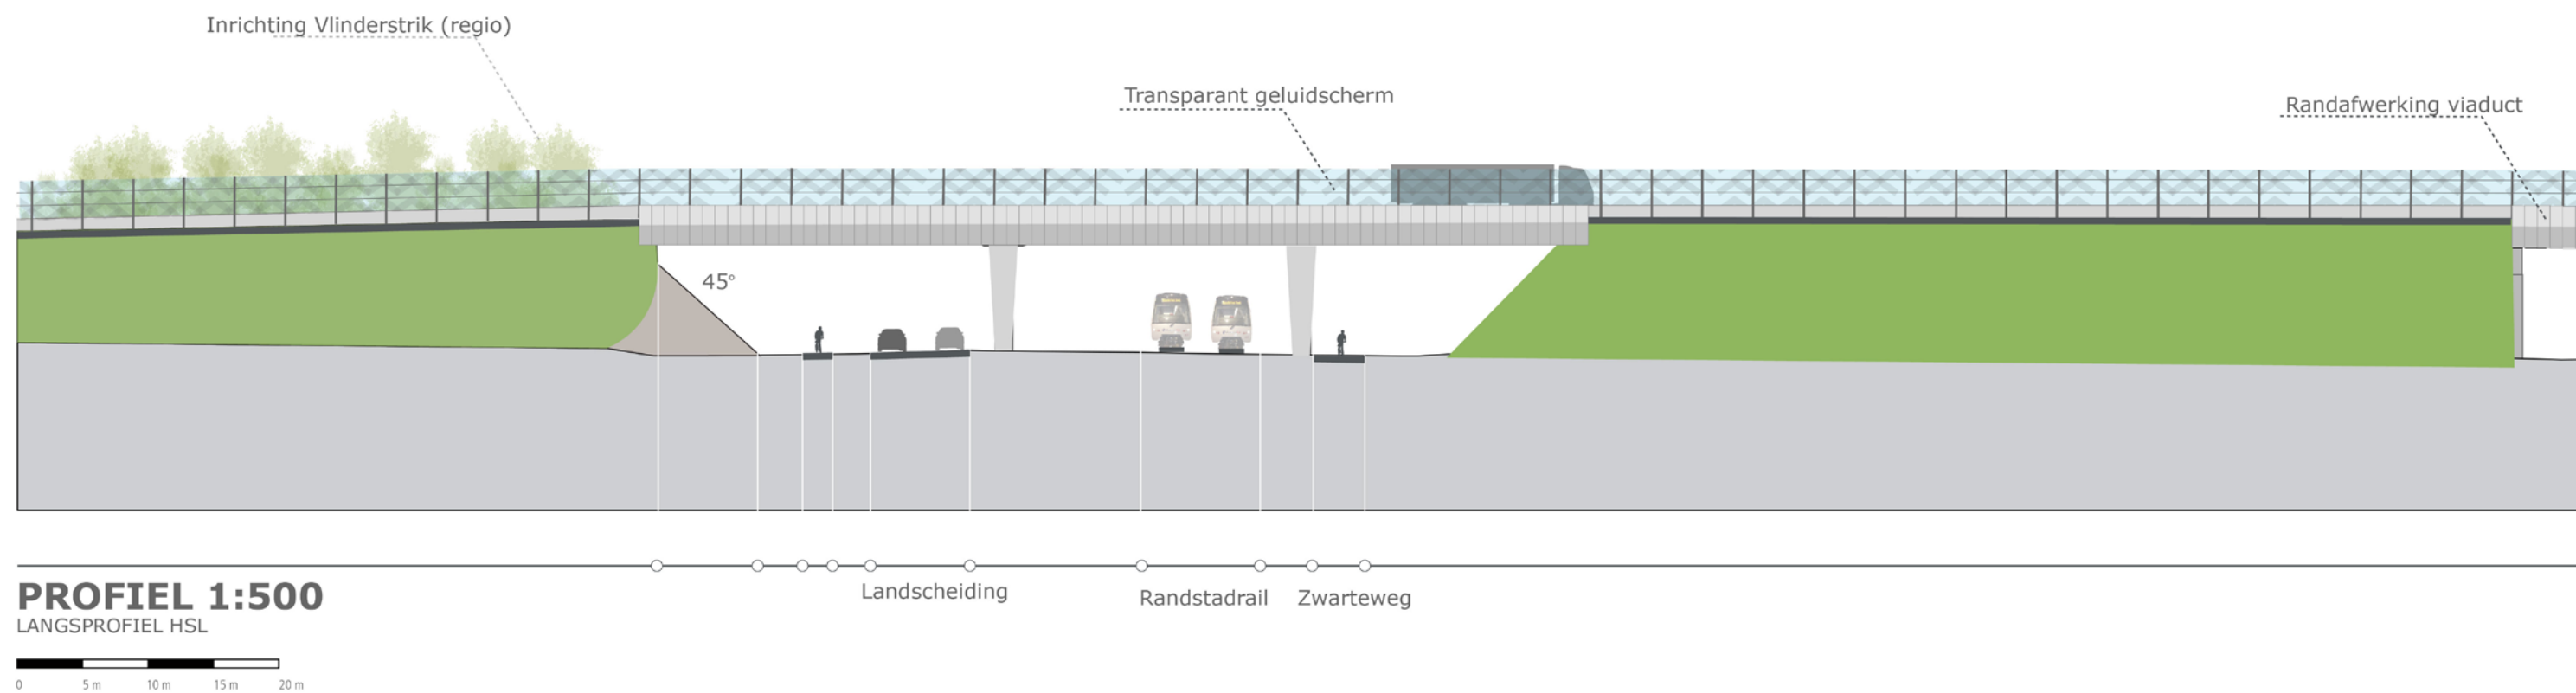 Inrichting Vlinderstrik (regio)
Transparant geluidscherm
Randafwerking viaduct
45°
Landscheiding
Randstadrail
Zwarteweg
PROFIEL 1:500
LANGSPROFIEL HSL
0 5 m 10 m 15 m 20 m